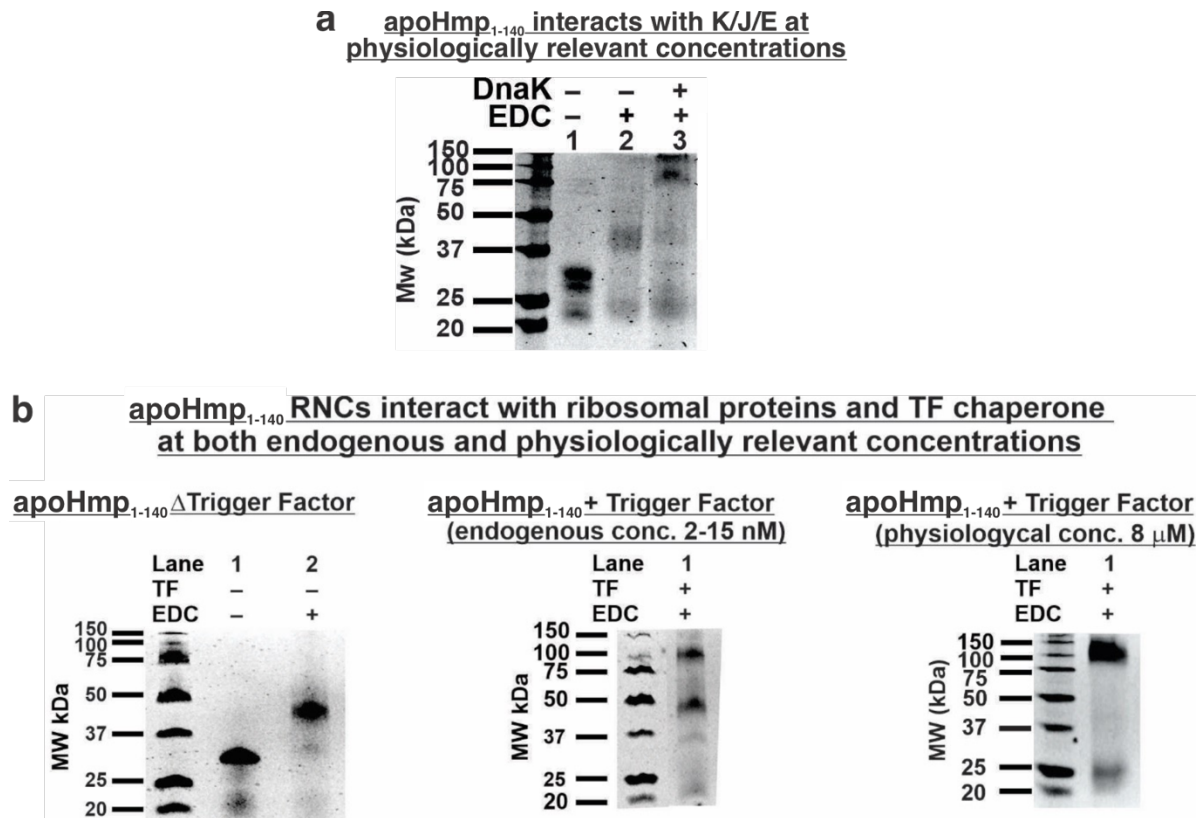 a apoHmp1-140 interacts with K/J/E at
physiologically relevant concentrations
DnaK – – +
EDC – + +
1 2 3
150
100
75
50
37
25
20
Mw (kDa)
b apoHmp1-140 RNCs interact with ribosomal proteins and TF chaperone
at both endogenous and physiologically relevant concentrations
apoHmp1-140 ΔTrigger Factor
Lane 1 2
TF – –
EDC – +
150
100
75
50
37
25
20
MW kDa
apoHmp1-140 + Trigger Factor
(endogenous conc. 2-15 nM)
Lane 1
TF +
EDC +
150
100
75
50
37
25
20
MW kDa
apoHmp1-140 + Trigger Factor
(physiologycal conc. 8 μM)
Lane 1
TF +
EDC +
150
100
75
50
37
25
20
MW (kDa)